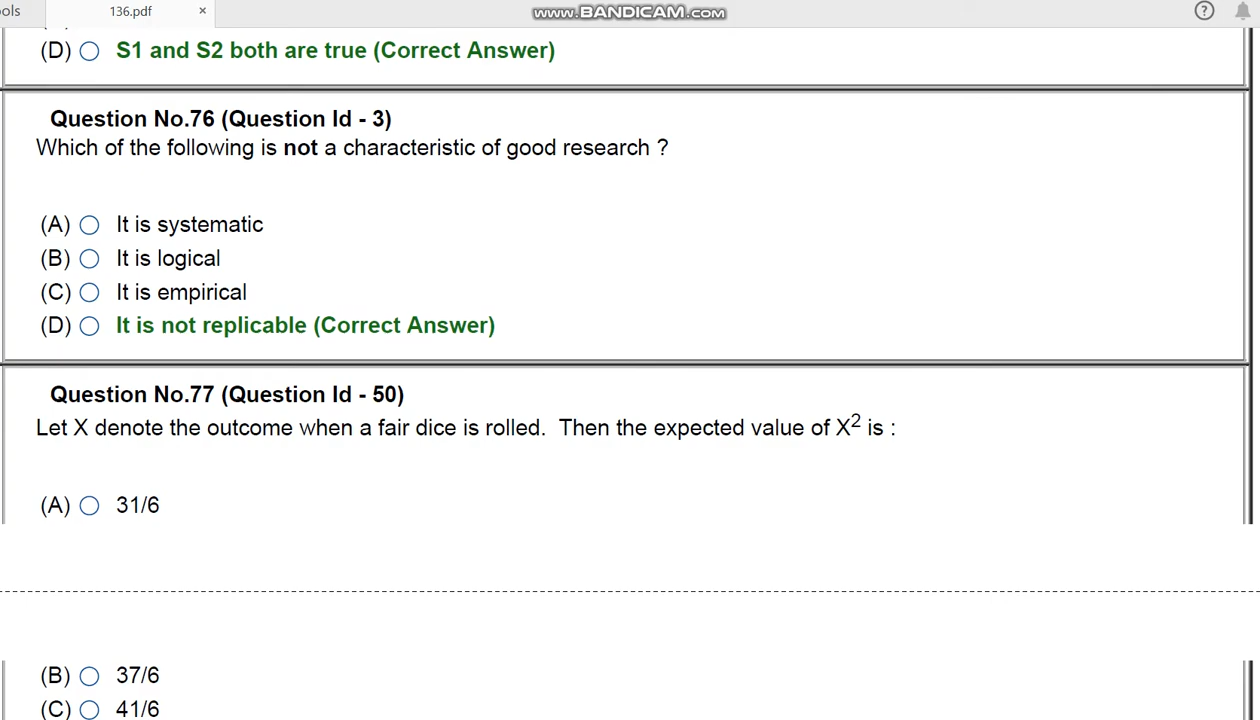 ols 136.pdf × www.BANDICAM.com ?
(D) S1 and S2 both are true (Correct Answer)
Question No.76 (Question Id - 3)
Which of the following is not a characteristic of good research ?
(A) It is systematic
(B) It is logical
(C) It is empirical
(D) It is not replicable (Correct Answer)
Question No.77 (Question Id - 50)
Let X denote the outcome when a fair dice is rolled. Then the expected value of X² is :
(A) 31/6
(B) 37/6
(C) 41/6